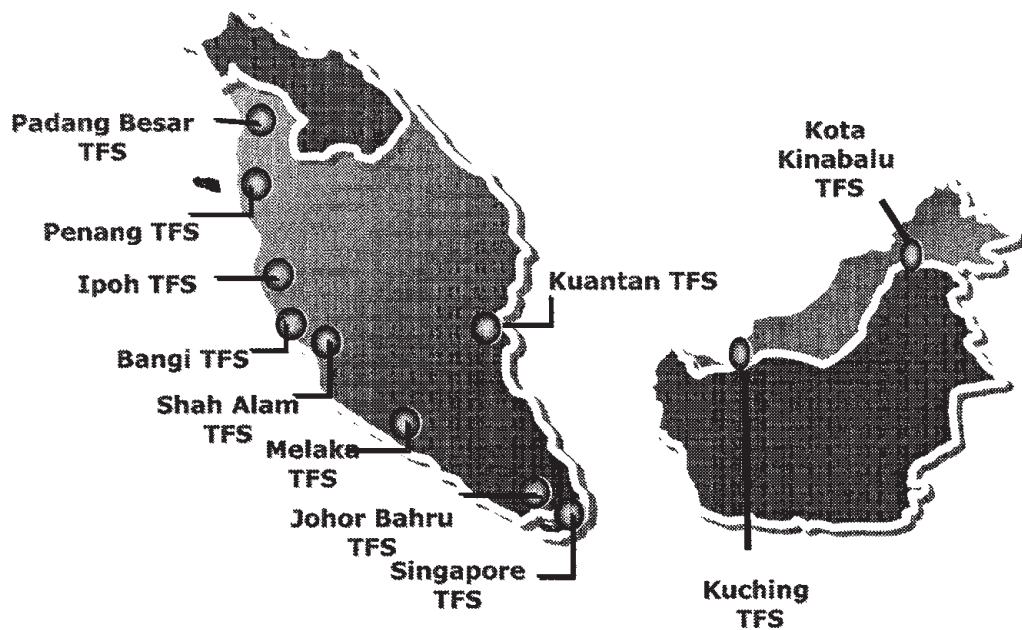 Padang Besar
TFS
Penang TFS
Ipoh TFS
Bangi TFS
Shah Alam
TFS
Melaka
TFS
Johor Bahru
TFS
Singapore
TFS
Kuantan TFS
Kota
Kinabalu
TFS
Kuching
TFS